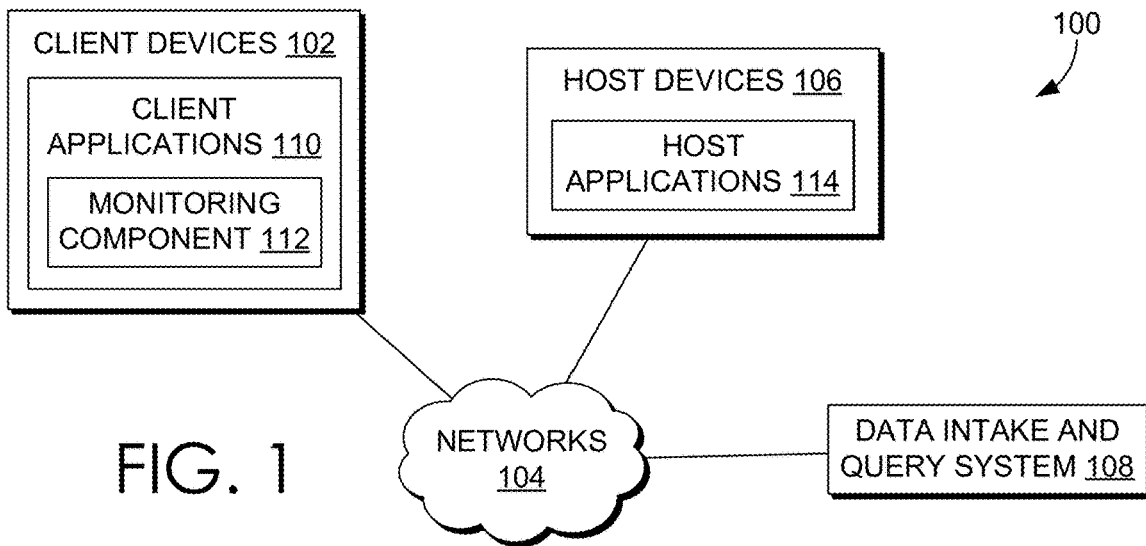 CLIENT DEVICES 102
CLIENT
APPLICATIONS 110
MONITORING
COMPONENT 112
HOST DEVICES 106
HOST
APPLICATIONS 114
100
NETWORKS
104
DATA INTAKE AND
QUERY SYSTEM 108
FIG. 1